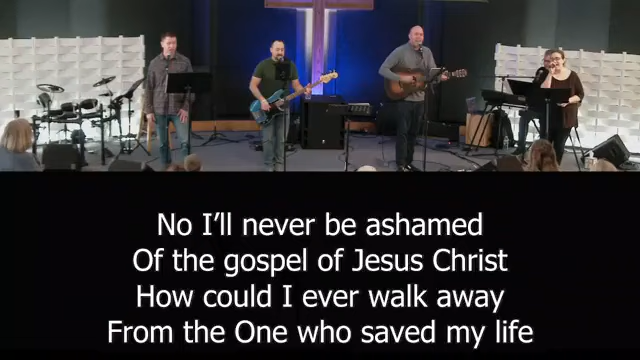 No I'll never be ashamed
Of the gospel of Jesus Christ
How could I ever walk away
From the One who saved my life